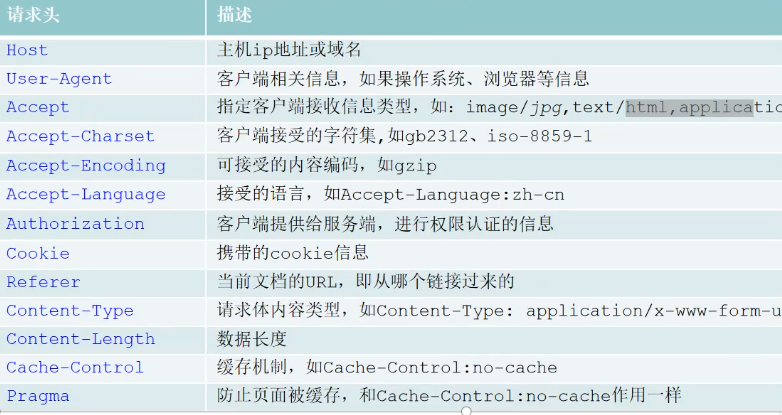 请求头 描述
Host 主机ip地址或域名
User-Agent 客户端相关信息，如果操作系统、浏览器等信息
Accept 指定客户端接收信息类型，如：image/jpg,text/html,applicatio
Accept-Charset 客户端接受的字符集,如gb2312、iso-8859-1
Accept-Encoding 可接受的内容编码，如gzip
Accept-Language 接受的语言，如Accept-Language:zh-cn
Authorization 客户端提供给服务端，进行权限认证的信息
Cookie 携带的cookie信息
Referer 当前文档的URL，即从哪个链接过来的
Content-Type 请求体内容类型，如Content-Type: application/x-www-form-u
Content-Length 数据长度
Cache-Control 缓存机制，如Cache-Control:no-cache
Pragma 防止页面被缓存，和Cache-Control:no-cache作用一样